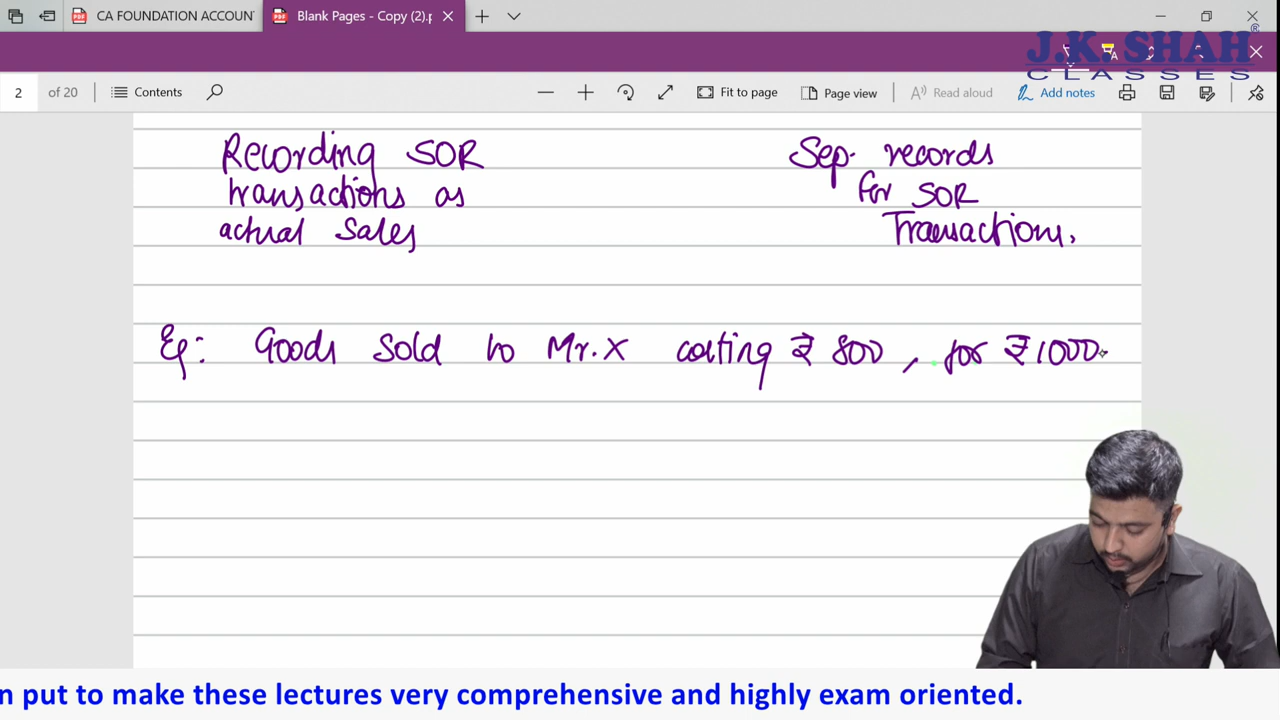 CA FOUNDATION ACCOUN
Blank Pages - Copy (2).p
J.K. SHAH®
CLASSES
2 of 20
Contents
Fit to page
Page view
Read aloud
Add notes
Recording SOR
transactions as
actual sales
Sep. records
for SOR
Transactions.
Eg: Goods Sold to Mr. X costing ₹ 800, for ₹ 1000.
n put to make these lectures very comprehensive and highly exam oriented.